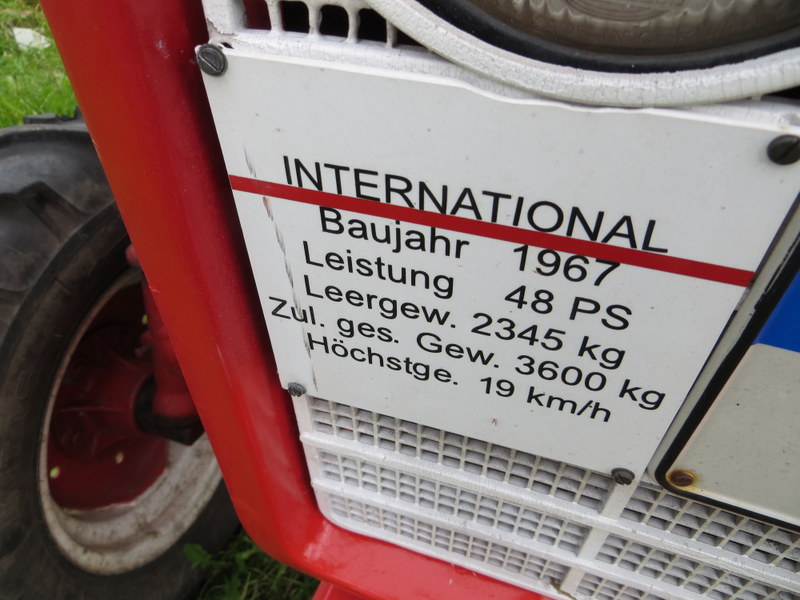 INTERNATIONAL
Baujahr 1967
Leistung 48 PS
Leergew. 2345 kg
Zul. ges. Gew. 3600 kg
Höchstge. 19 km/h